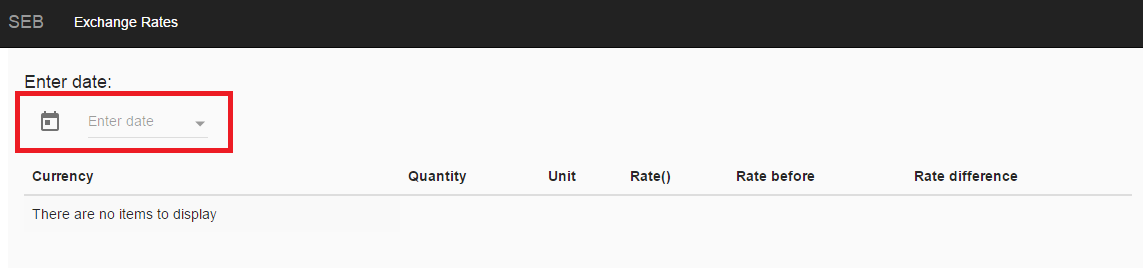 SEB Exchange Rates
Enter date:
Enter date
Currency Quantity Unit Rate() Rate before Rate difference
There are no items to display